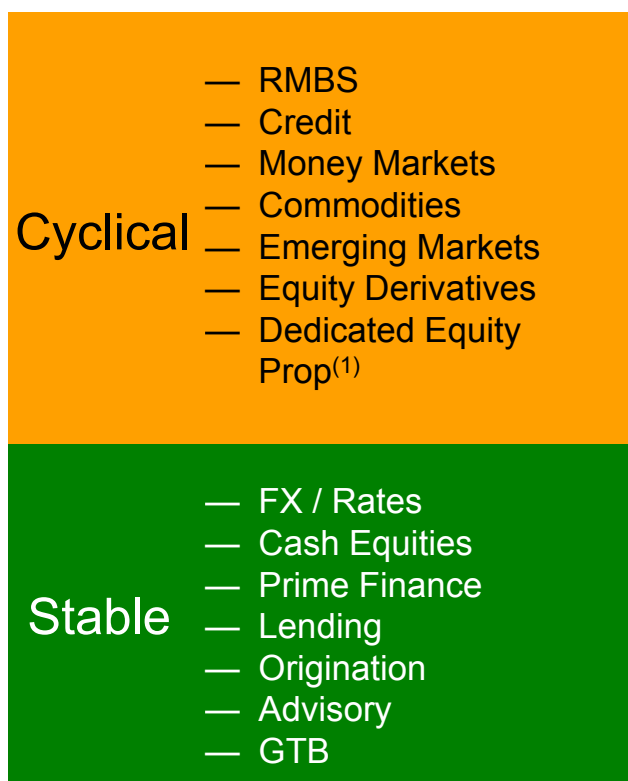 Cyclical
— RMBS
— Credit
— Money Markets
— Commodities
— Emerging Markets
— Equity Derivatives
— Dedicated Equity
Prop(1)
Stable
— FX / Rates
— Cash Equities
— Prime Finance
— Lending
— Origination
— Advisory
— GTB